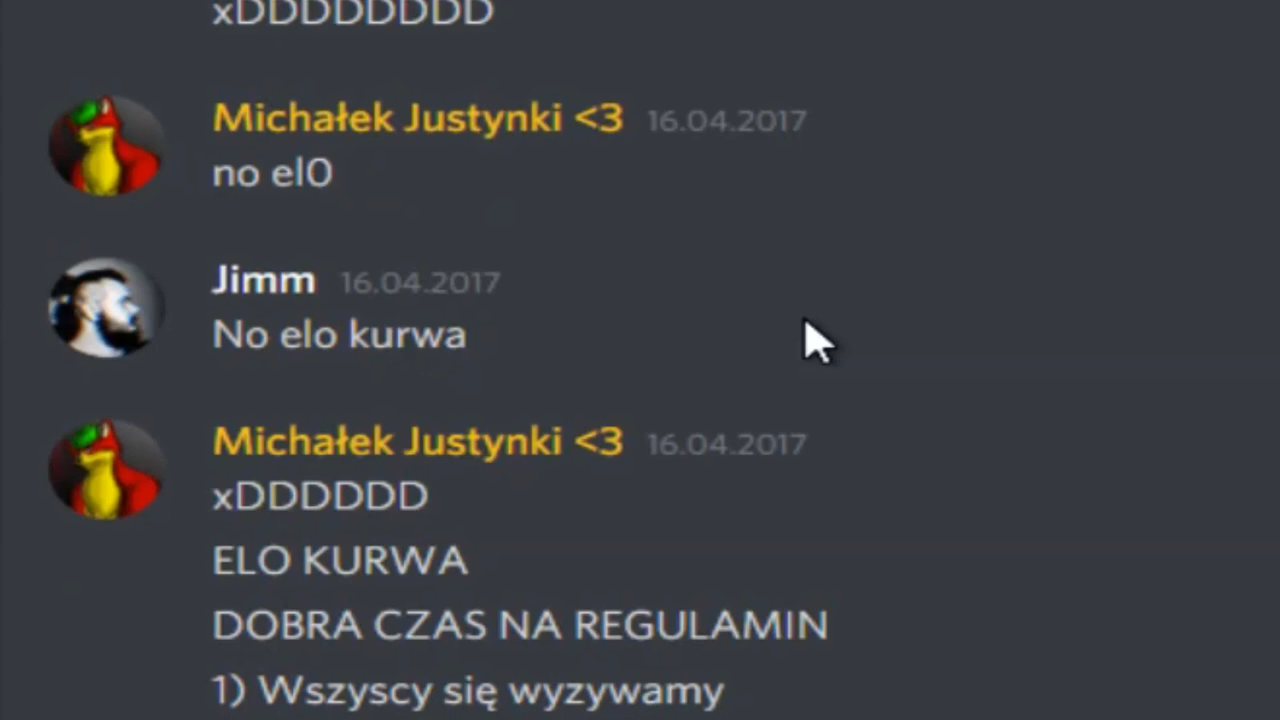 xDDDDDDDD
Michałek Justynki <3 16.04.2017
no el0
Jimm 16.04.2017
No elo kurwa
Michałek Justynki <3 16.04.2017
xDDDDDD
ELO KURWA
DOBRA CZAS NA REGULAMIN
1) Wszyscy się wyzywamy